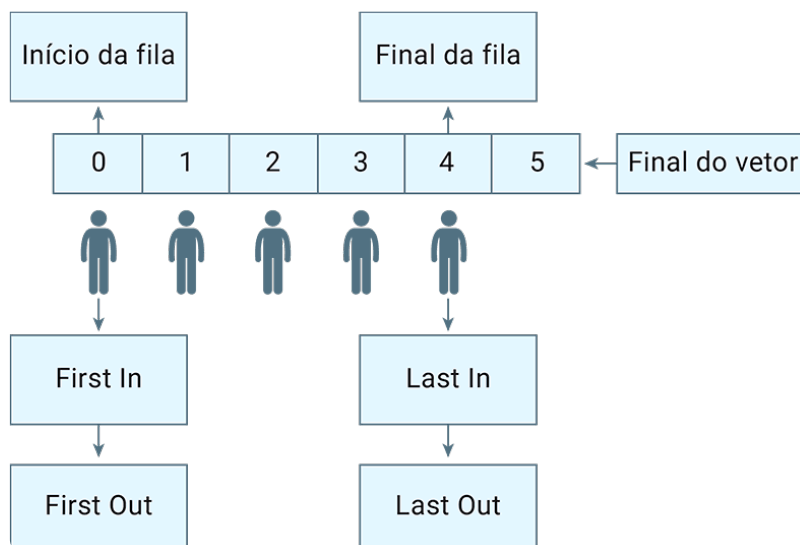 Início da fila
Final da fila
0 1 2 3 4 5
Final do vetor
First In
Last In
First Out
Last Out